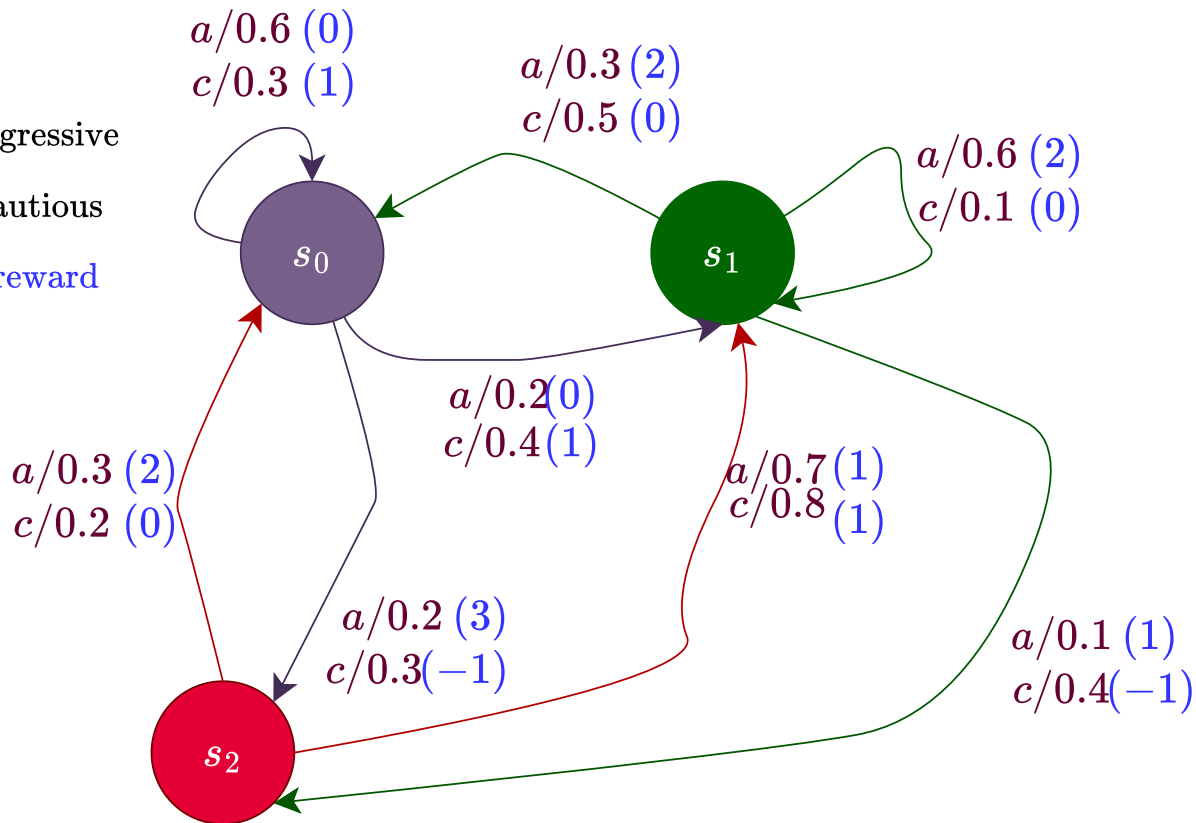 a/0.6 (0)
c/0.3 (1)
a/0.3 (2)
c/0.5 (0)
gressive
a/0.6 (2)
c/0.1 (0)
autious
s₀
s₁
reward
a/0.2(0)
c/0.4(1)
a/0.3 (2)
c/0.2 (0)
a/0.7(1)
c/0.8(1)
a/0.2 (3)
c/0.3(−1)
a/0.1 (1)
c/0.4(−1)
s₂